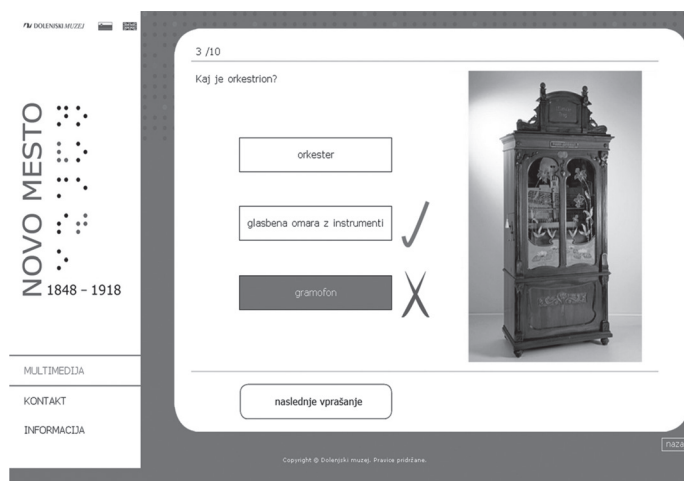 DOLENJSKI MUZEJ
NOVO MESTO
1848 – 1918
MULTIMEDIJA
KONTAKT
INFORMACIJA
3 /10
Kaj je orkestrion?
orkester
glasbena omara z instrumenti
gramofon
naslednje vprašanje
naza
Copyright @ Dolenjski muzej. Pravice pridržane.